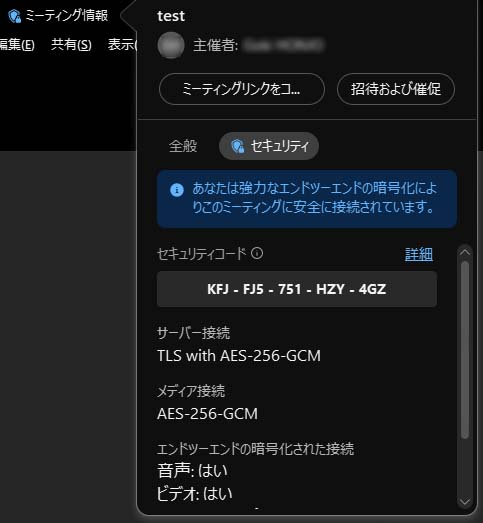 ミーティング情報
test
主催者:
編集(E) 共有(S) 表示
ミーティングリンクをコ... 招待および催促
全般 セキュリティ
あなたは強力なエンドツーエンドの暗号化によ
りこのミーティングに安全に接続されています。
セキュリティコード 詳細
KFJ - FJ5 - 751 - HZY - 4GZ
サーバー接続
TLS with AES-256-GCM
メディア接続
AES-256-GCM
エンドツーエンドの暗号化された接続
音声: はい
ビデオ: はい